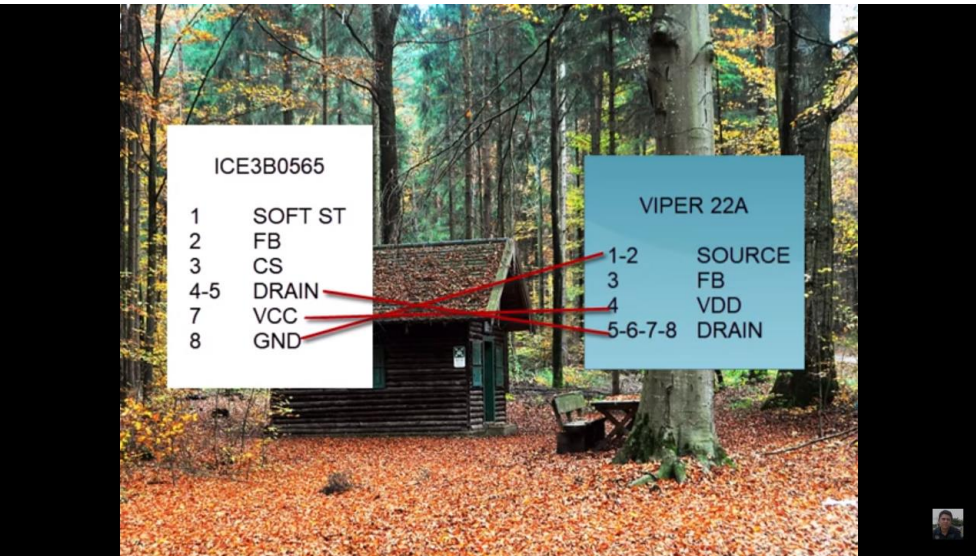 ICE3B0565
1 SOFT ST
2 FB
3 CS
4-5 DRAIN
7 VCC
8 GND
VIPER 22A
1-2 SOURCE
3 FB
4 VDD
5-6-7-8 DRAIN